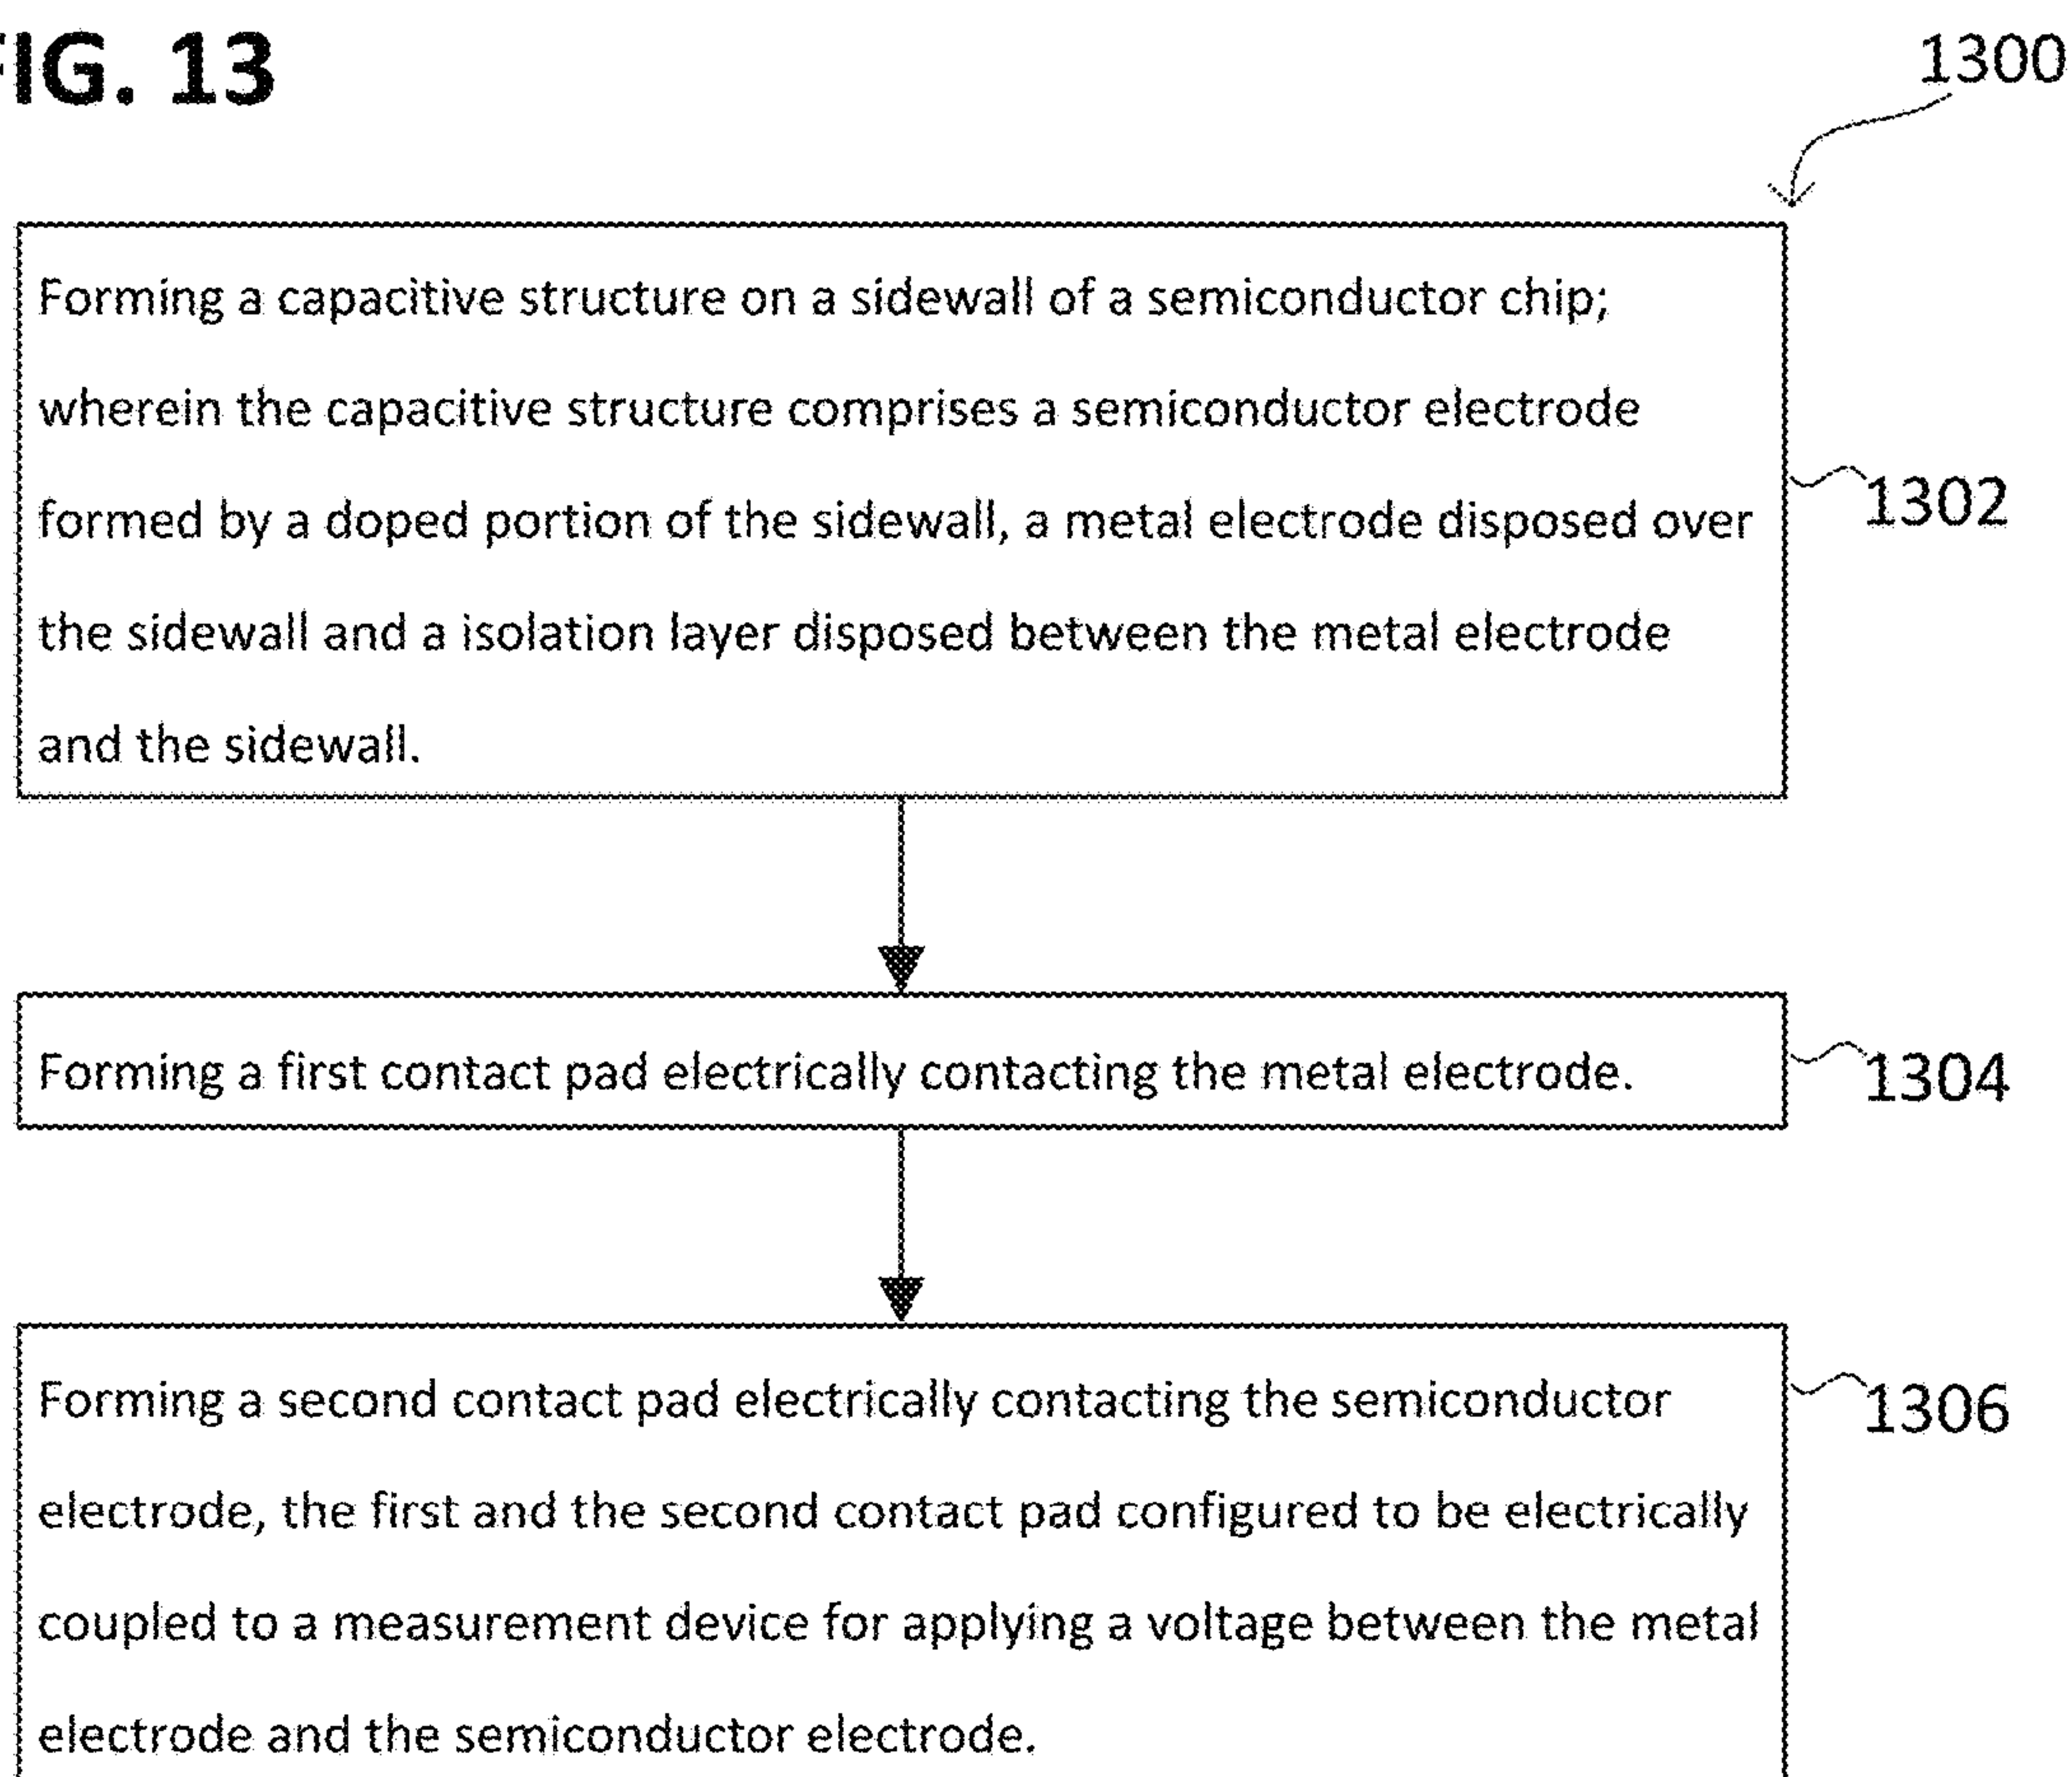 FIG. 13
1300
Forming a capacitive structure on a sidewall of a semiconductor chip;
wherein the capacitive structure comprises a semiconductor electrode
formed by a doped portion of the sidewall, a metal electrode disposed over
the sidewall and a isolation layer disposed between the metal electrode
and the sidewall.
1302
Forming a first contact pad electrically contacting the metal electrode.
1304
Forming a second contact pad electrically contacting the semiconductor
electrode, the first and the second contact pad configured to be electrically
coupled to a measurement device for applying a voltage between the metal
electrode and the semiconductor electrode.
1306